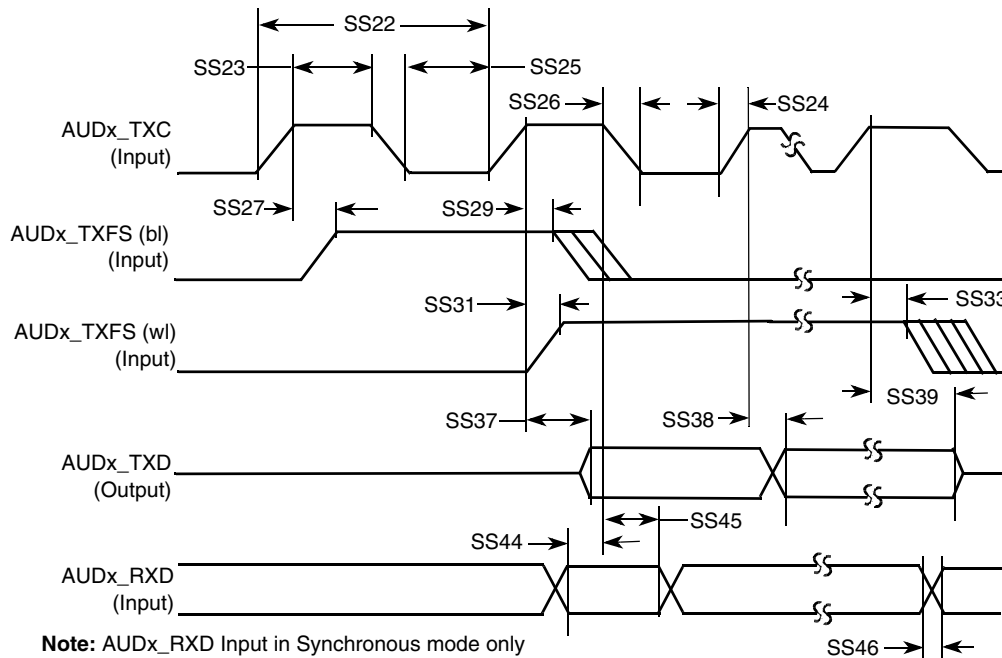 SS22
SS23
SS25
SS26
SS24
AUDx_TXC
(Input)
SS27
SS29
AUDx_TXFS (bl)
(Input)
SS31
SS33
AUDx_TXFS (wl)
(Input)
SS37
SS38
SS39
AUDx_TXD
(Output)
SS44
SS45
AUDx_RXD
(Input)
Note: AUDx_RXD Input in Synchronous mode only
SS46